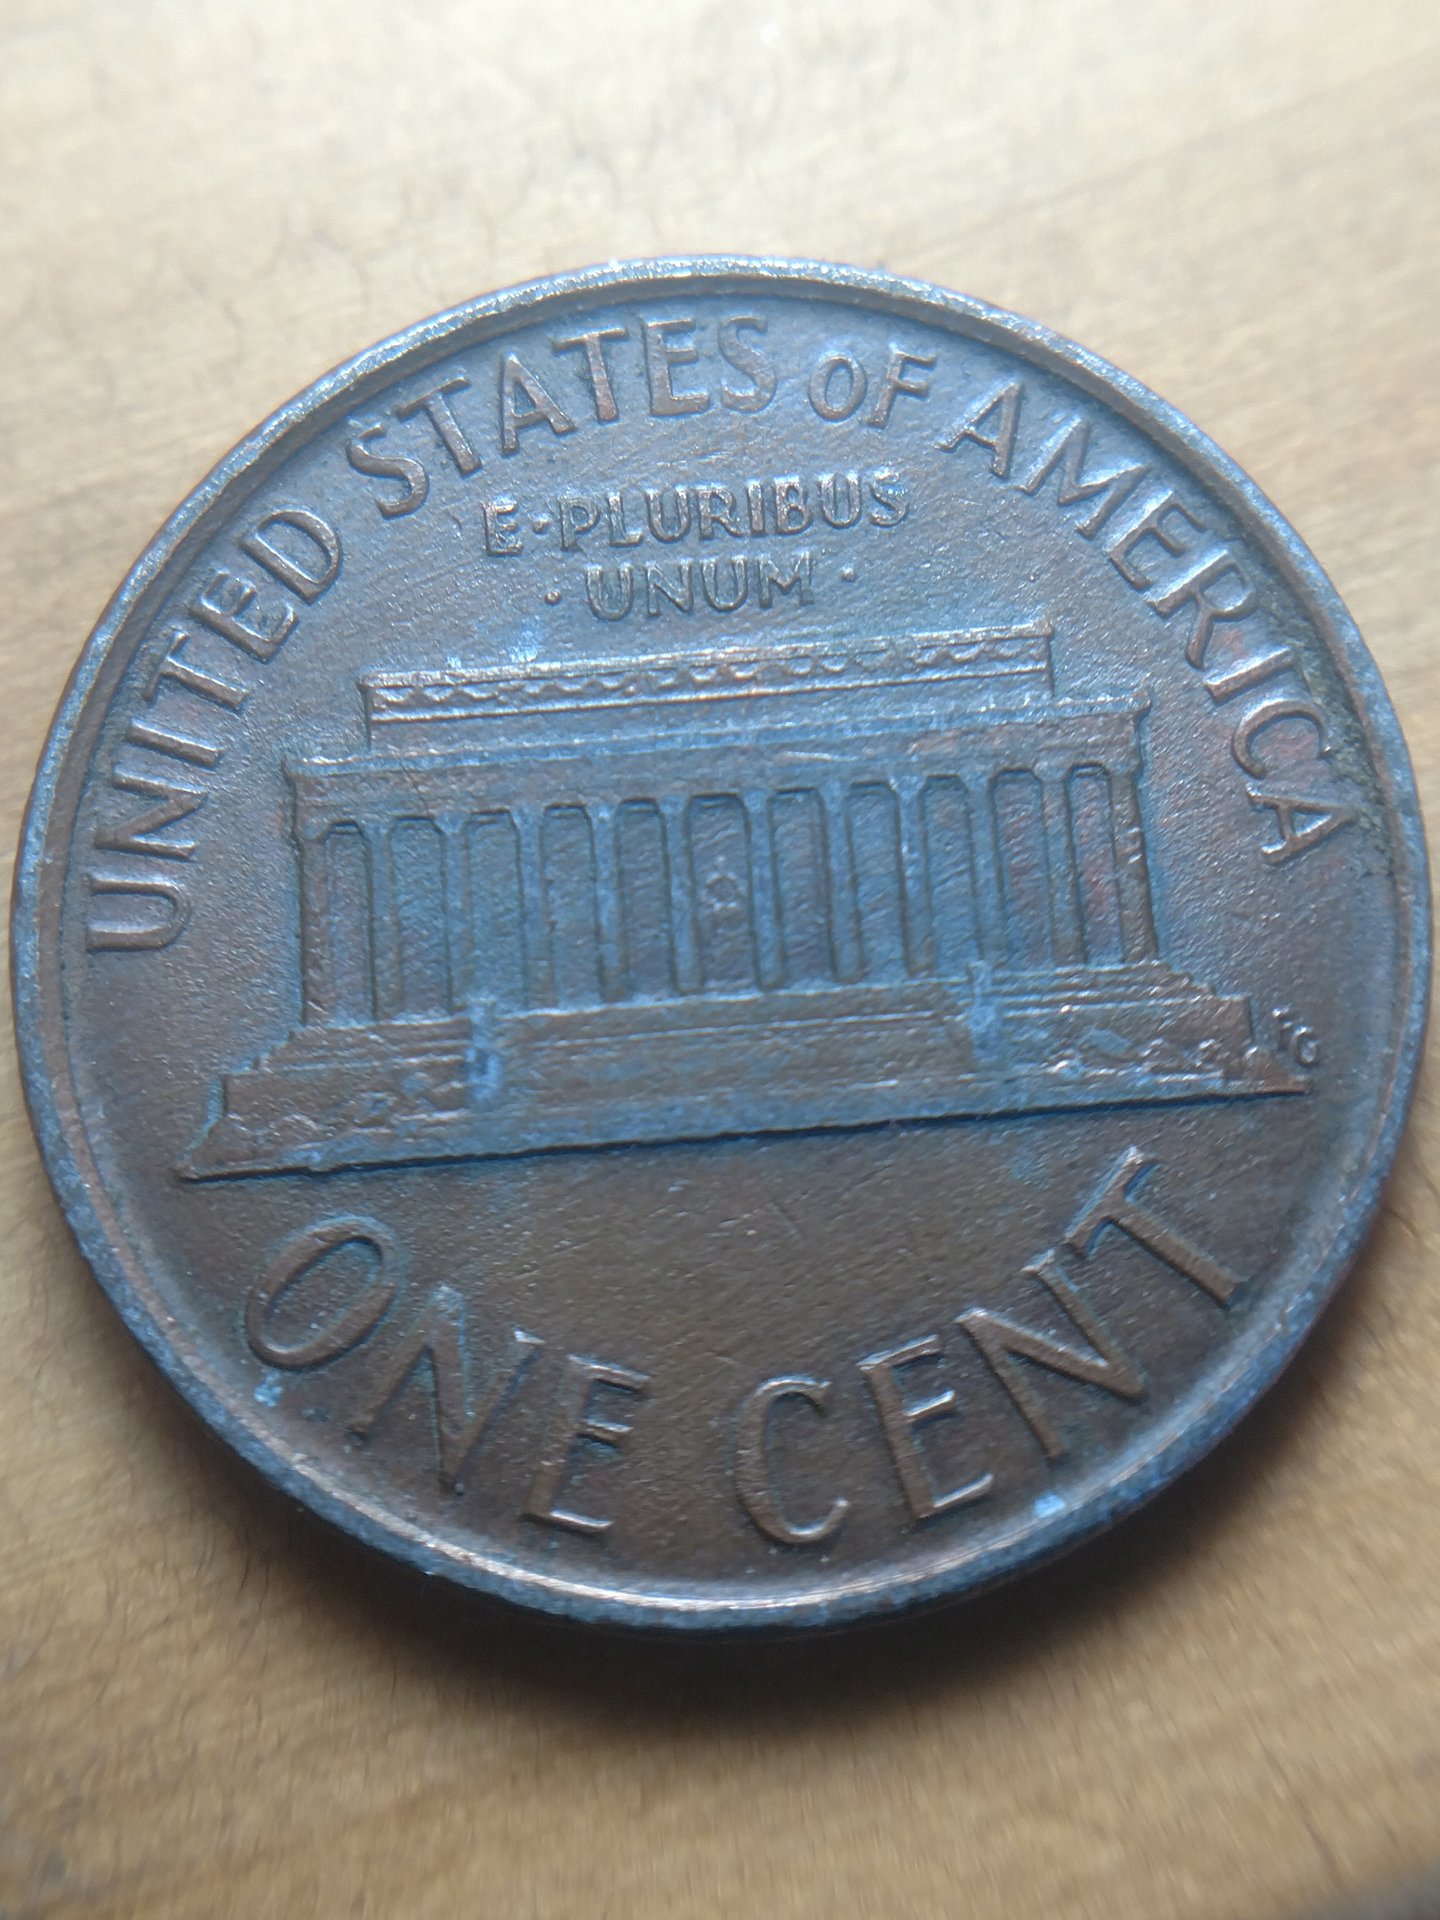 UNITED STATES OF AMERICA
E·PLURIBUS
·UNUM·
FG
ONE CENT